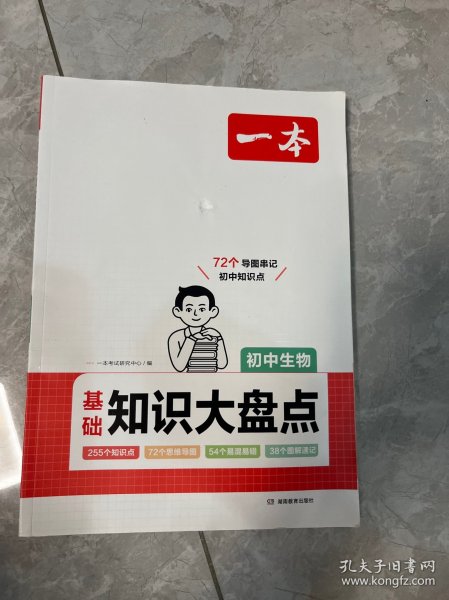 一本
72个 导图串记
初中知识点
一本考试研究中心 / 编
初中生物
基础 知识大盘点
255个知识点 72个思维导图 54个易混易错 38个图解速记
湖南教育出版社
孔夫子旧书网
www.kongfz.com